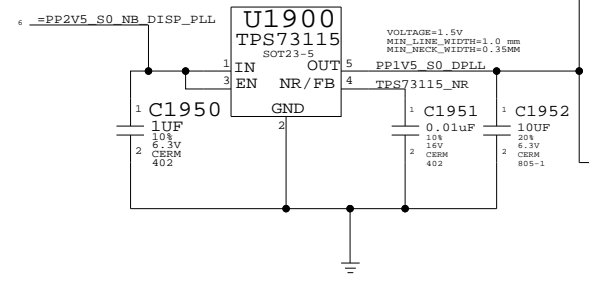 6 =PP2V5_S0_NB_DISP_PLL
U1900
TPS73115
SOT23-5
1 IN OUT 5
3 EN NR/FB 4
GND
2
VOLTAGE=1.5V
MIN_LINE_WIDTH=1.0 mm
MIN_NECK_WIDTH=0.35MM
PP1V5_S0_DPLL
TPS73115_NR
1 C1950
1UF
10%
6.3V
2 CERM
402
1 C1951
0.01uF
10%
16V
2 CERM
402
1 C1952
10UF
20%
6.3V
2 CERM
805-1